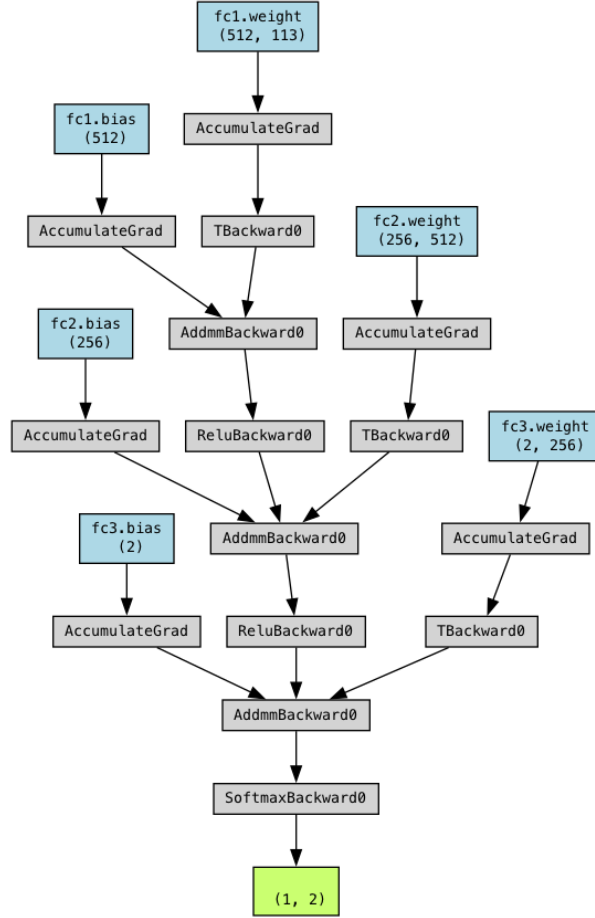 fc1.weight
(512, 113)
fc1.bias
(512)
AccumulateGrad
AccumulateGrad
TBackward0
fc2.weight
(256, 512)
fc2.bias
(256)
AddmmBackward0
AccumulateGrad
AccumulateGrad
ReluBackward0
TBackward0
fc3.weight
(2, 256)
fc3.bias
(2)
AddmmBackward0
AccumulateGrad
AccumulateGrad
ReluBackward0
TBackward0
AddmmBackward0
SoftmaxBackward0
(1, 2)